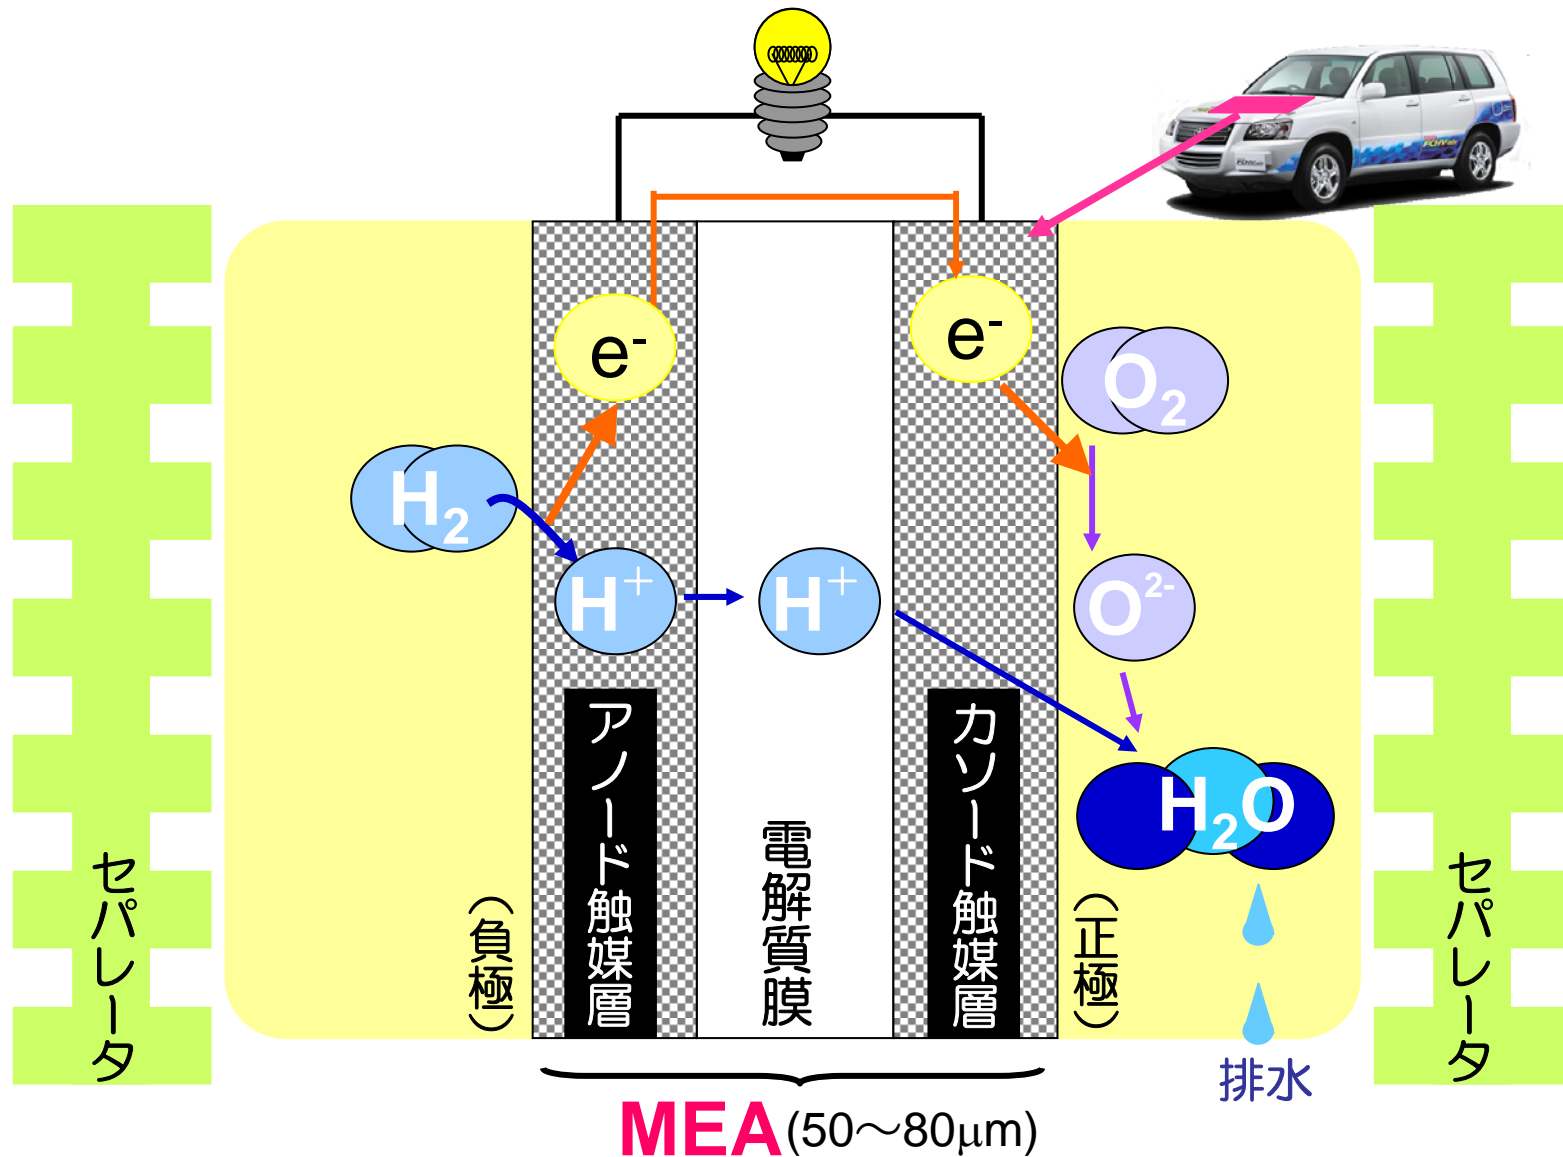 e-
e-
O2
H2
H+
H+
O2-
H2O
セパレータ
(負極)
アノード触媒層
電解質膜
カソード触媒層
(正極)
セパレータ
排水
MEA(50～80μm)
FCHV